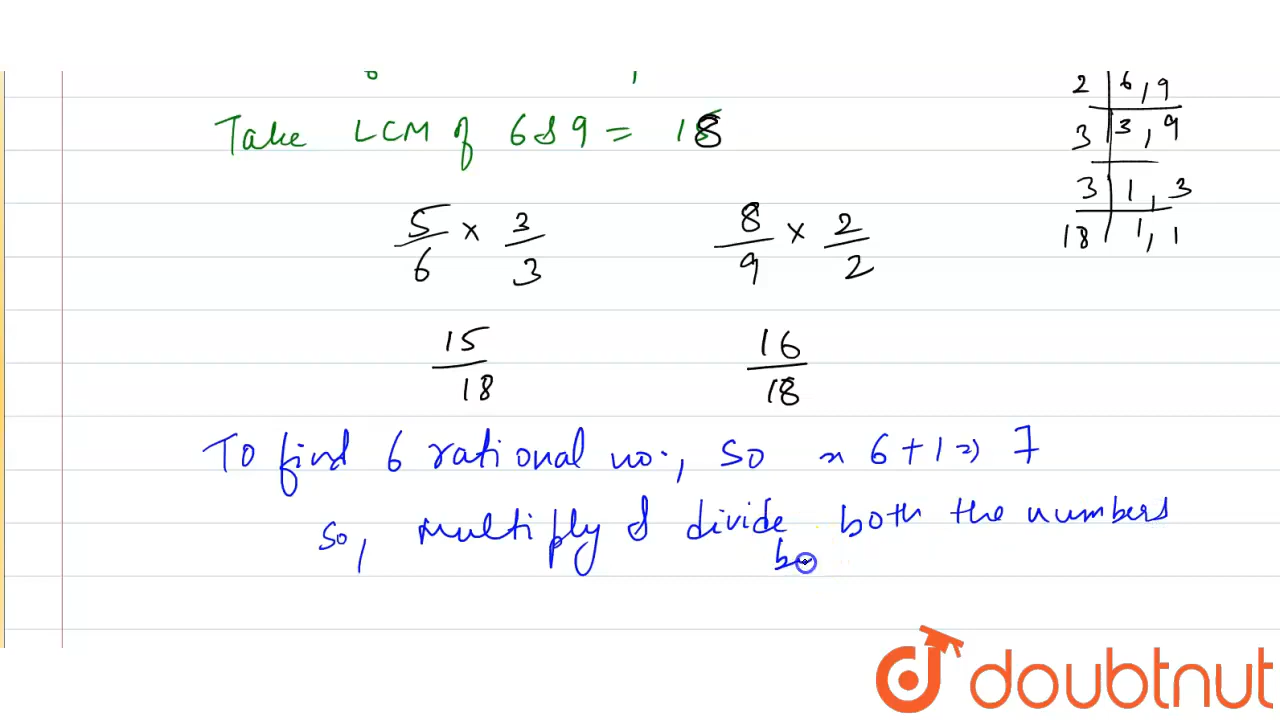 Take LCM of 6 & 9 = 18
5/6 × 3/3 8/9 × 2/2
15/18 16/18
To find 6 rational no., so 6+1 ⇒ 7
so, multiply & divide both the numbers
2 | 6, 9
3 | 3, 9
3 | 1, 3
18 | 1, 1
doubtnut